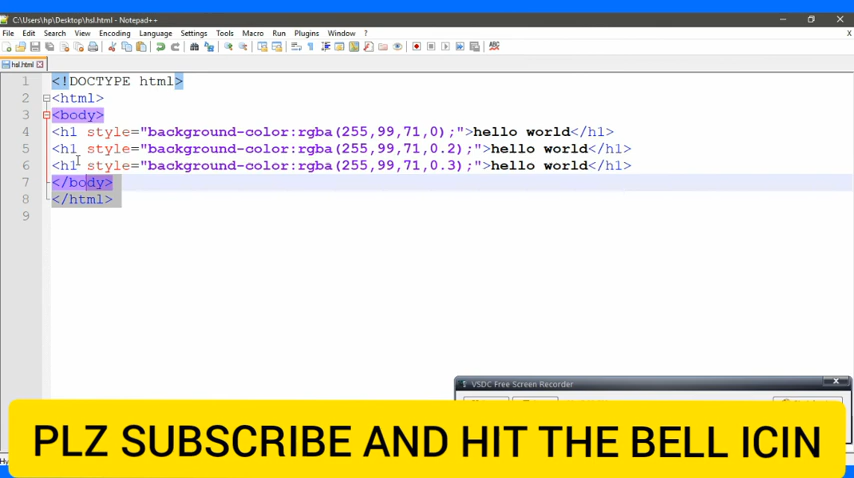 C:\Users\hp\Desktop\hsl.html - Notepad++
File Edit Search View Encoding Language Settings Tools Macro Run Plugins Window ?
X
hsl.html
1 <!DOCTYPE html>
2 <html>
3 <body>
4 <h1 style="background-color:rgba(255,99,71,0);">hello world</h1>
5 <h1 style="background-color:rgba(255,99,71,0.2);">hello world</h1>
6 <h1 style="background-color:rgba(255,99,71,0.3);">hello world</h1>
7 </body>
8 </html>
9
VSDC Free Screen Recorder
PLZ SUBSCRIBE AND HIT THE BELL ICIN